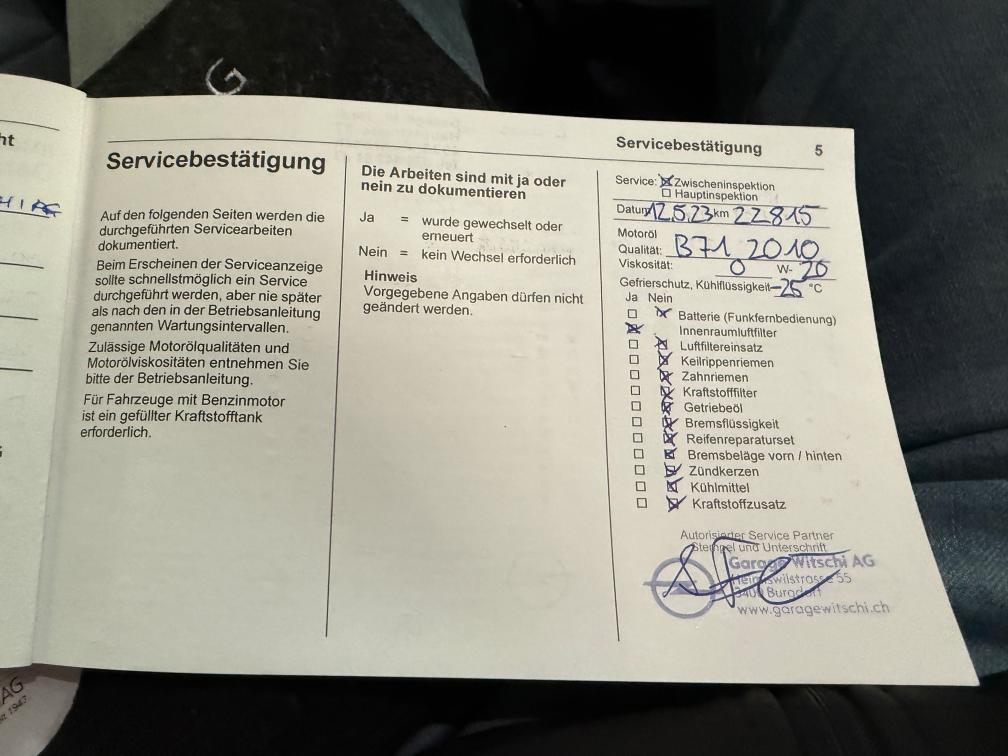 ht
G
Servicebestätigung
Auf den folgenden Seiten werden die
durchgeführten Servicearbeiten
dokumentiert.
Beim Erscheinen der Serviceanzeige
sollte schnellstmöglich ein Service
durchgeführt werden, aber nie später
als nach den in der Betriebsanleitung
genannten Wartungsintervallen.
Zulässige Motorölqualitäten und
Motorölviskositäten entnehmen Sie
bitte der Betriebsanleitung.
Für Fahrzeuge mit Benzinmotor
ist ein gefüllter Kraftstofftank
erforderlich.
Die Arbeiten sind mit ja oder
nein zu dokumentieren
Ja = wurde gewechselt oder
erneuert
Nein = kein Wechsel erforderlich
Hinweis
Vorgegebene Angaben dürfen nicht
geändert werden.
Servicebestätigung 5
Service: Zwischeninspektion
Hauptinspektion
Datum 12.5.23 km 22815
Motoröl
Qualität: B71 2010
Viskosität: 0 W- 20
Gefrierschutz, Kühlflüssigkeit -25 °C
Ja Nein
Batterie (Funkfernbedienung)
Innenraumluftfilter
Luftfiltereinsatz
Keilrippenriemen
Zahnriemen
Kraftstofffilter
Getriebeöl
Bremsflüssigkeit
Reifenreparaturset
Bremsbeläge vorn / hinten
Zündkerzen
Kühlmittel
Kraftstoffzusatz
Autorisierter Service Partner
Stempel und Unterschrift
Garage Witschi AG
55
3400 Burgdorf
www.garagewitschi.ch
AG
1947